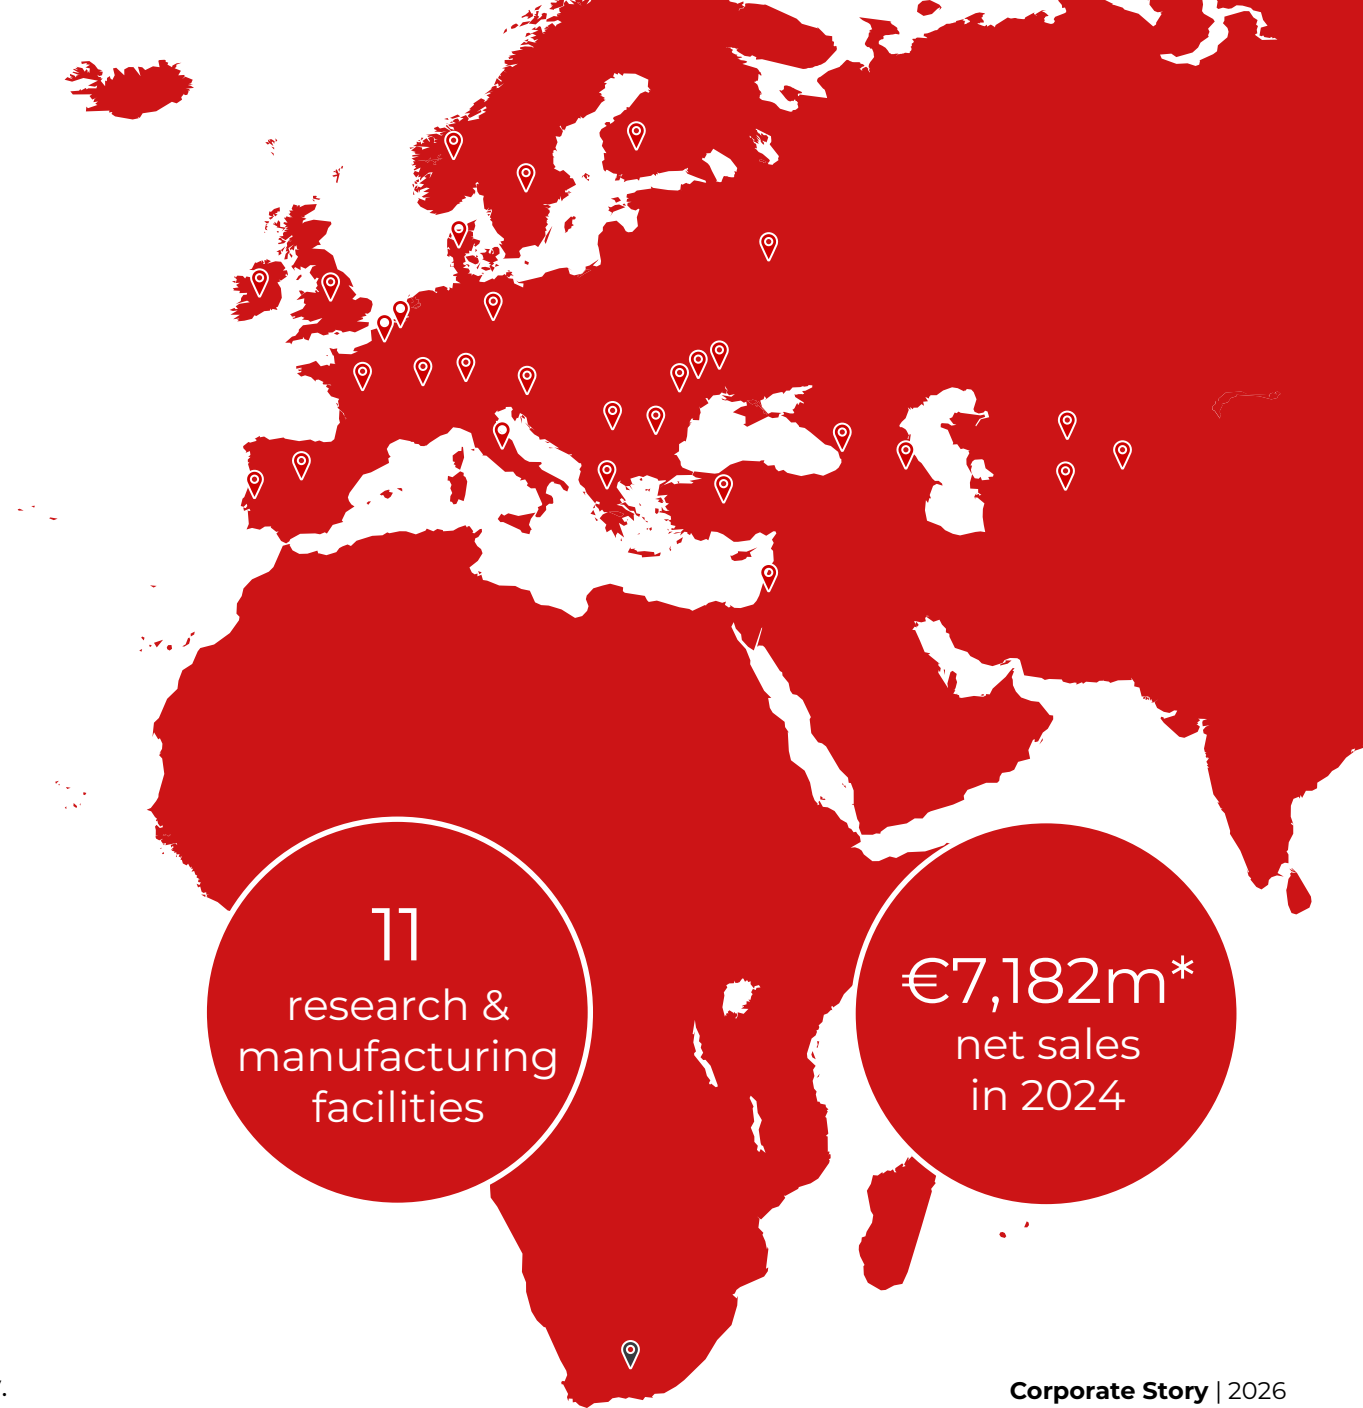 11
research &
manufacturing
facilities
€7,182m*
net sales
in 2024
Corporate Story | 2026